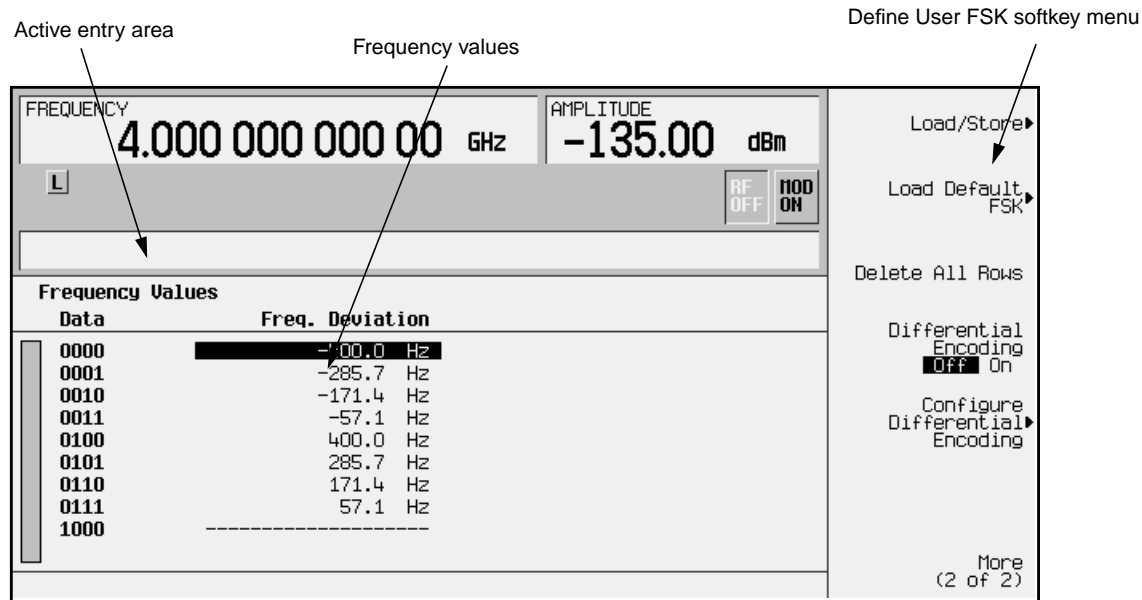 Active entry area
Frequency values
Define User FSK softkey menu
FREQUENCY
4.000 000 000 00 GHz
AMPLITUDE
-135.00 dBm
L
RF OFF
MOD ON
Load/Store
Load Default FSK
Delete All Rows
Differential Encoding
Off On
Configure Differential Encoding
More
(2 of 2)
Frequency Values
Data Freq. Deviation
0000 Hz
0001 -285.7 Hz
0010 -171.4 Hz
0011 -57.1 Hz
0100 400.0 Hz
0101 285.7 Hz
0110 171.4 Hz
0111 57.1 Hz
1000 --------------------